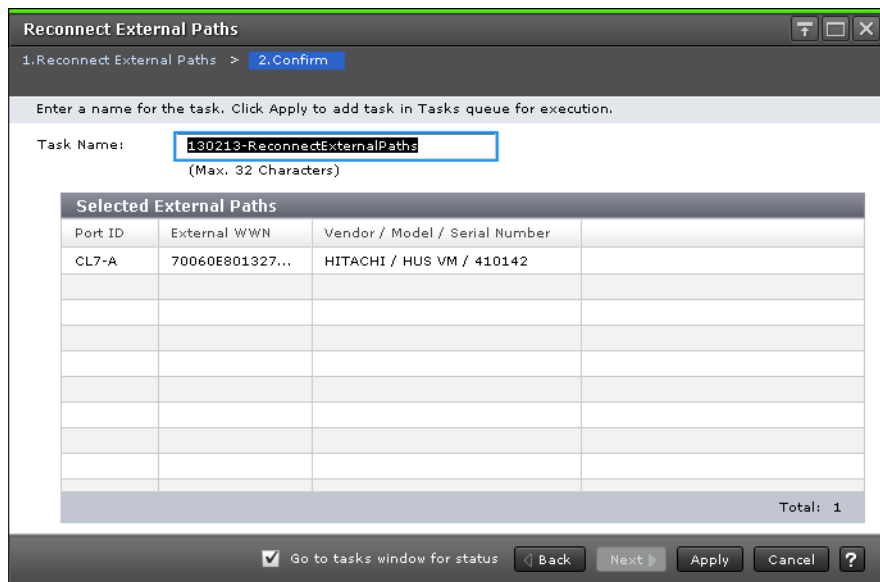 Reconnect External Paths
1.Reconnect External Paths > 2.Confirm
Enter a name for the task. Click Apply to add task in Tasks queue for execution.
Task Name: 130213-ReconnectExternalPaths
(Max. 32 Characters)
Selected External Paths
Port ID External WWN Vendor / Model / Serial Number
CL7-A 70060E801327... HITACHI / HUS VM / 410142
Total: 1
Go to tasks window for status Back Next Apply Cancel ?